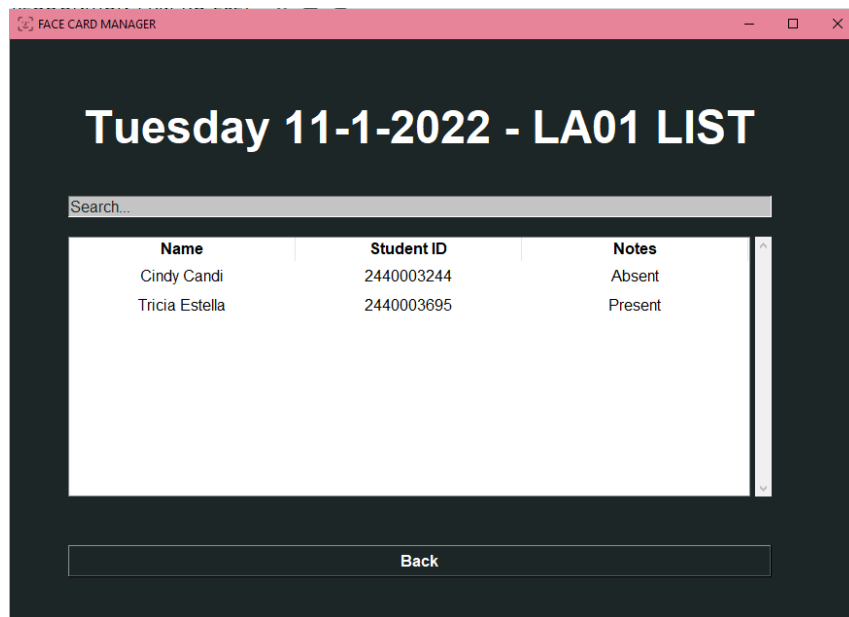 FACE CARD MANAGER
Tuesday 11-1-2022 - LA01 LIST
Search...
Name Student ID Notes
Cindy Candi 2440003244 Absent
Tricia Estella 2440003695 Present
Back